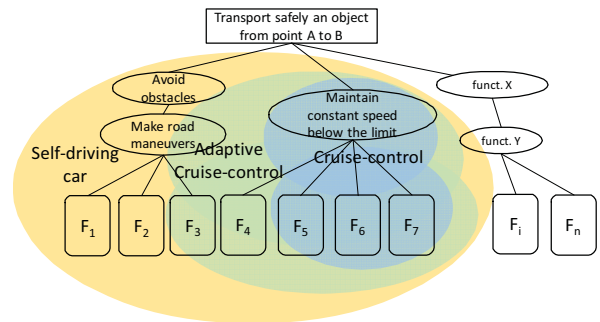 Transport safely an object
from point A to B
Avoid
obstacles
Maintain
constant speed
below the limit
funct. X
Make road
maneuvers
funct. Y
Self-driving
car
Adaptive
Cruise-control
Cruise-control
F1
F2
F3
F4
F5
F6
F7
Fi
Fn